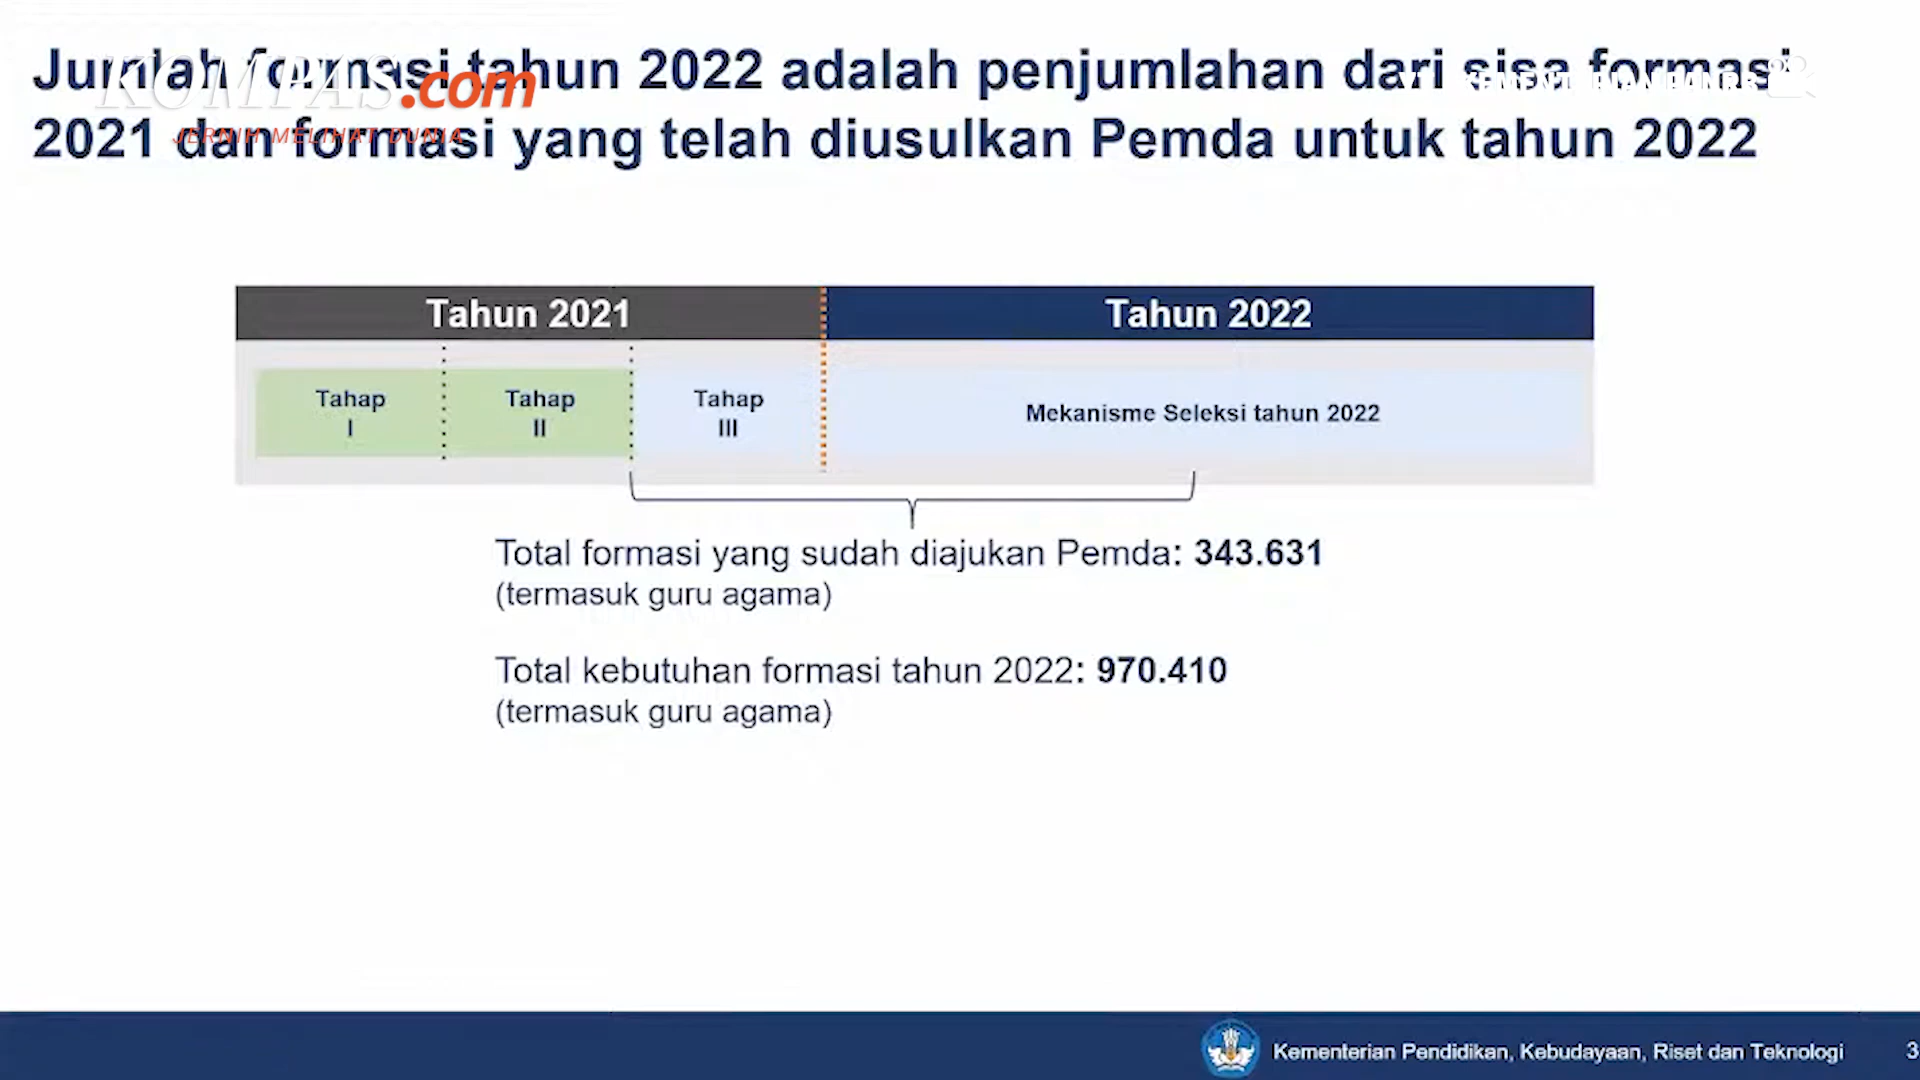 Jumlah formasi tahun 2022 adalah penjumlahan dari sisa formasi
2021 dan formasi yang telah diusulkan Pemda untuk tahun 2022
KOMPAS.com
JERNIH MELIHAT DUNIA
KEMENTERIAN PANRB
Tahun 2021
Tahun 2022
Tahap
I
Tahap
II
Tahap
III
Mekanisme Seleksi tahun 2022
Total formasi yang sudah diajukan Pemda: 343.631
(termasuk guru agama)
Total kebutuhan formasi tahun 2022: 970.410
(termasuk guru agama)
Kementerian Pendidikan, Kebudayaan, Riset dan Teknologi
3